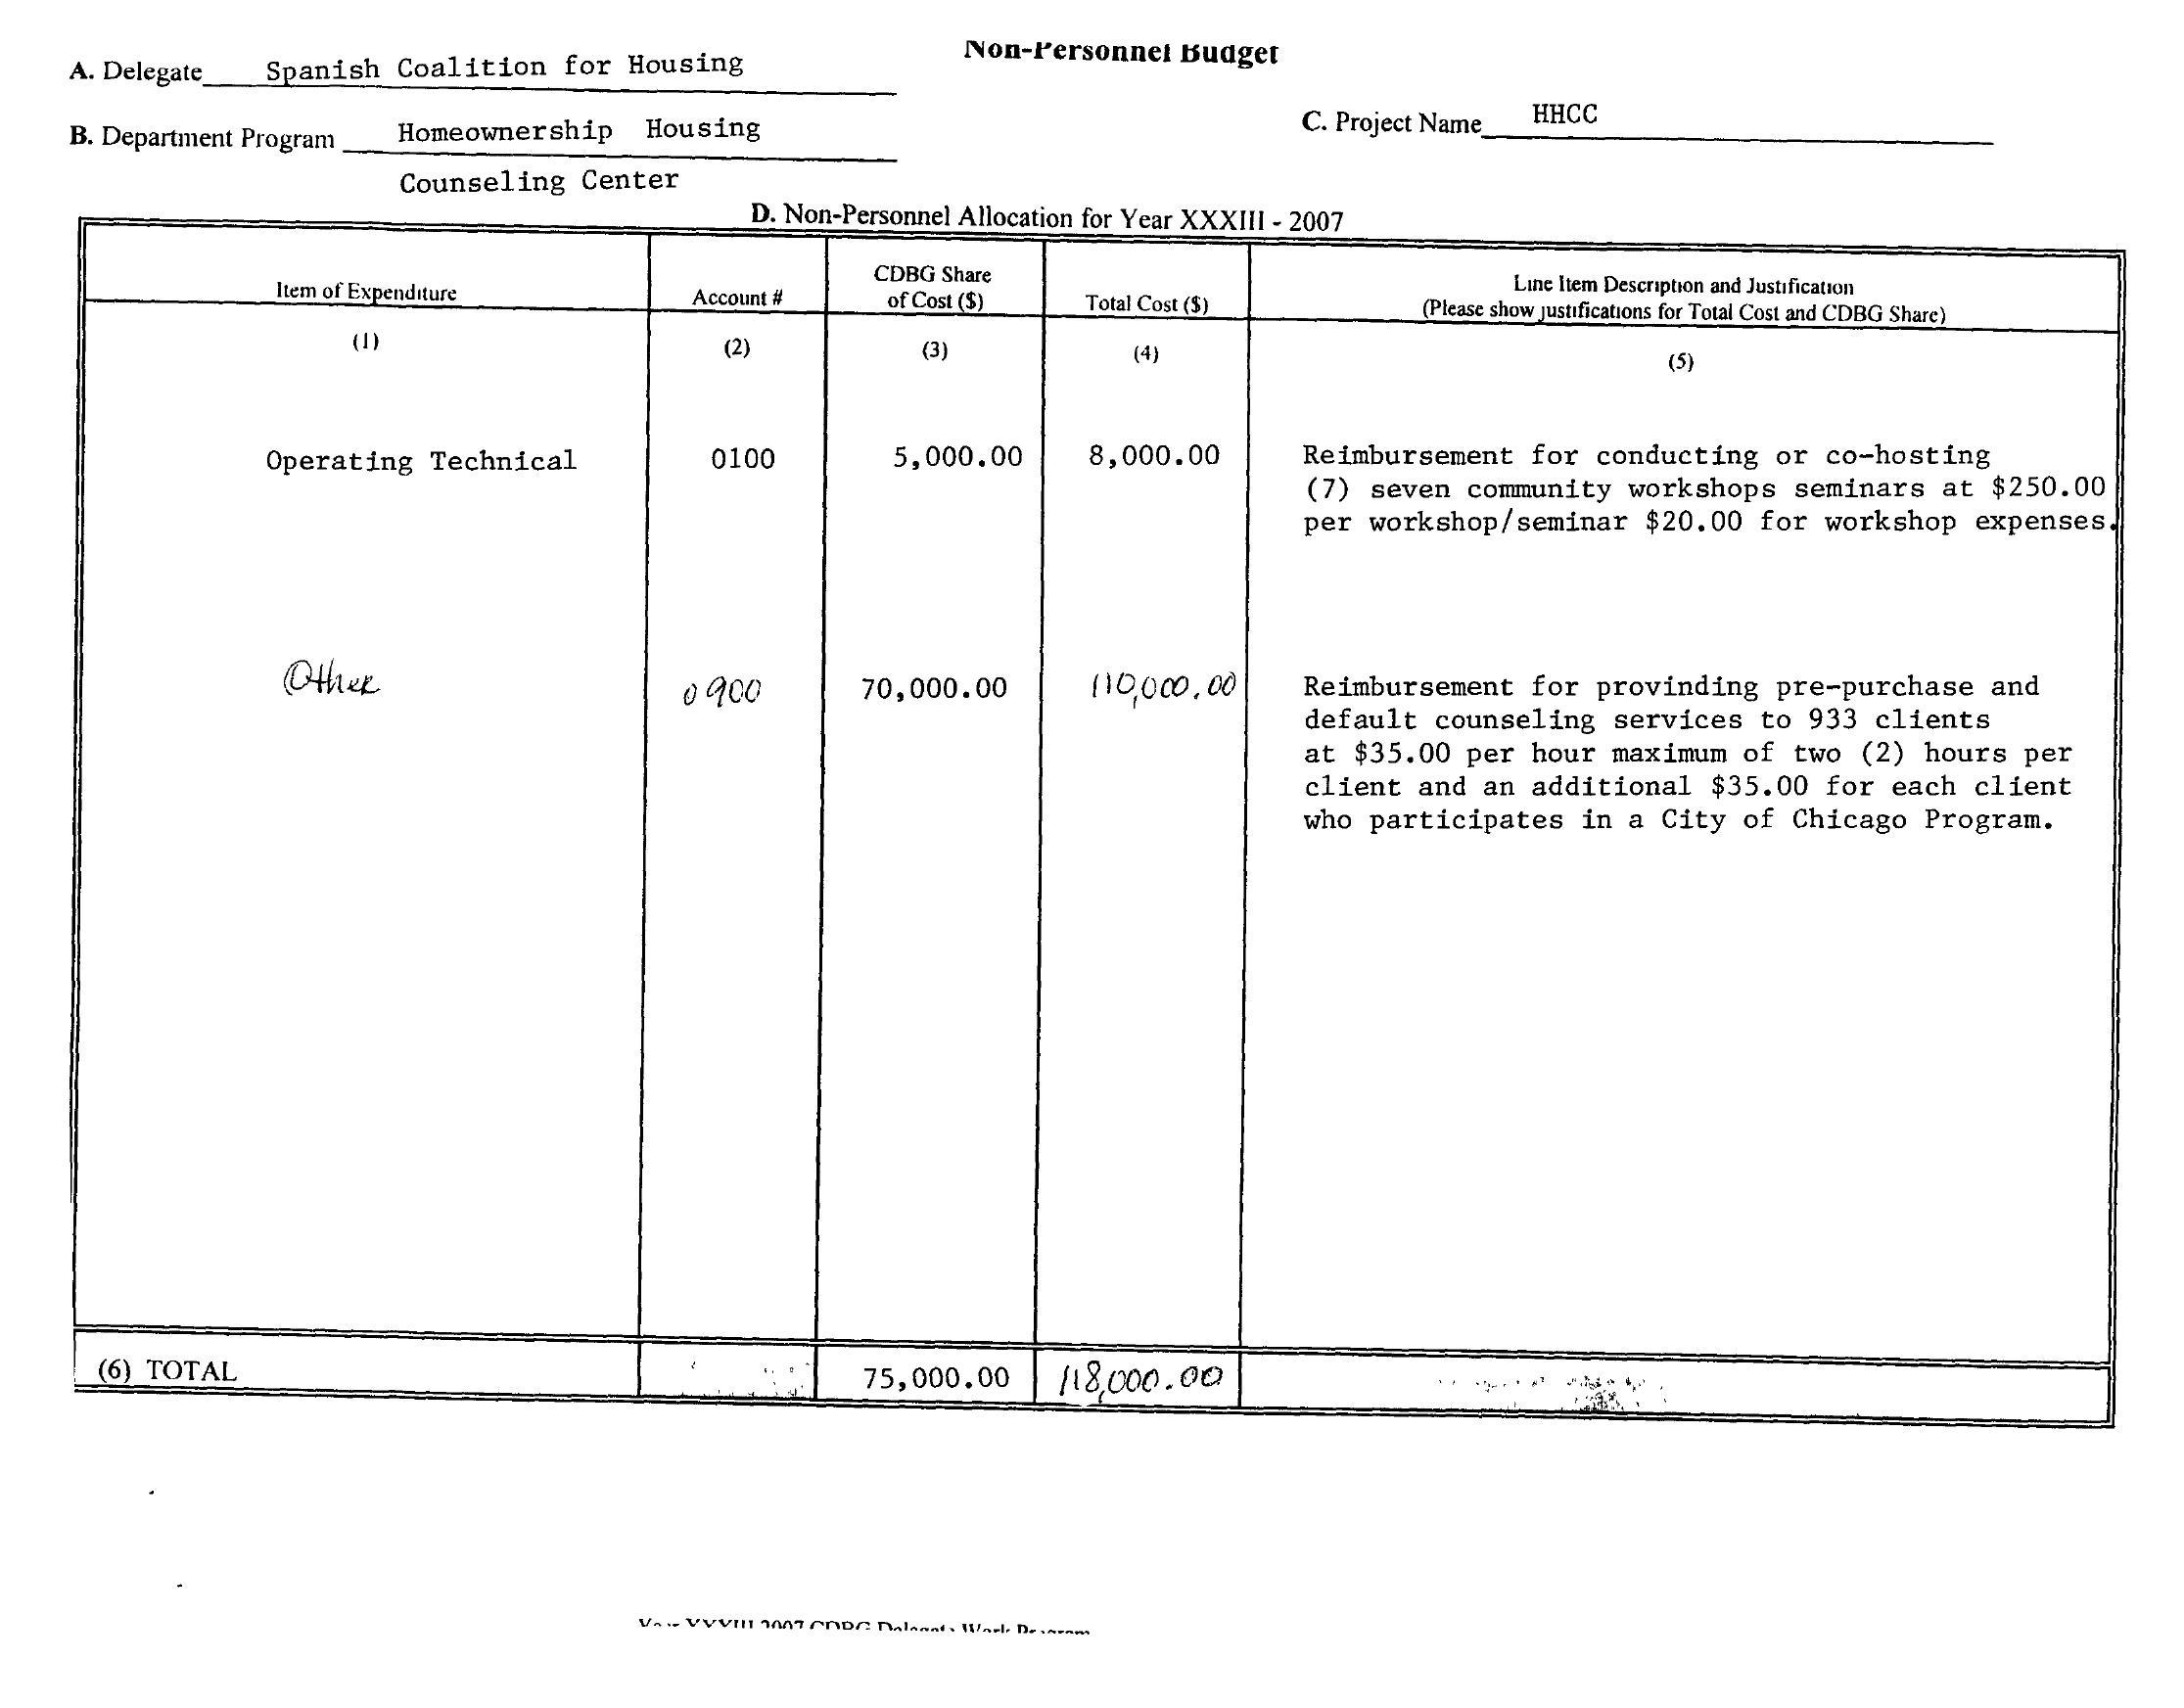 Non-Personnel Budget
A. Delegate Spanish Coalition for Housing
C. Project Name HHCC
B. Department Program Homeownership Housing
Counseling Center
D. Non-Personnel Allocation for Year XXXIII - 2007
Item of Expenditure
Account #
CDBG Share
of Cost ($)
Total Cost ($)
Line Item Description and Justification
(Please show justifications for Total Cost and CDBG Share)
(1)
(2)
(3)
(4)
(5)
Operating Technical
0100
5,000.00
8,000.00
Reimbursement for conducting or co-hosting
(7) seven community workshops seminars at $250.00
per workshop/seminar $20.00 for workshop expenses.
Other
0900
70,000.00
110,000.00
Reimbursement for provinding pre-purchase and
default counseling services to 933 clients
at $35.00 per hour maximum of two (2) hours per
client and an additional $35.00 for each client
who participates in a City of Chicago Program.
(6) TOTAL
75,000.00
118,000.00
Year XXXIII 2007 CDBG Delegate Work Program